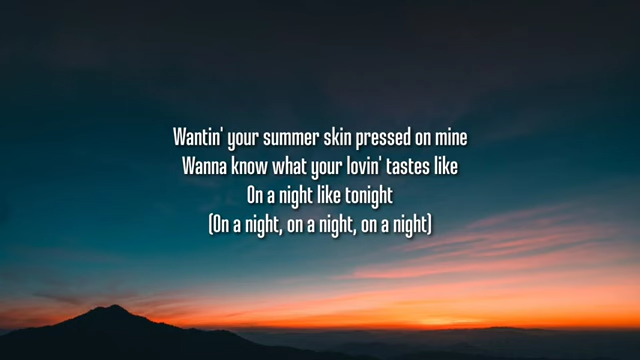 Wantin' your summer skin pressed on mine
Wanna know what your lovin' tastes like
On a night like tonight
(On a night, on a night, on a night)